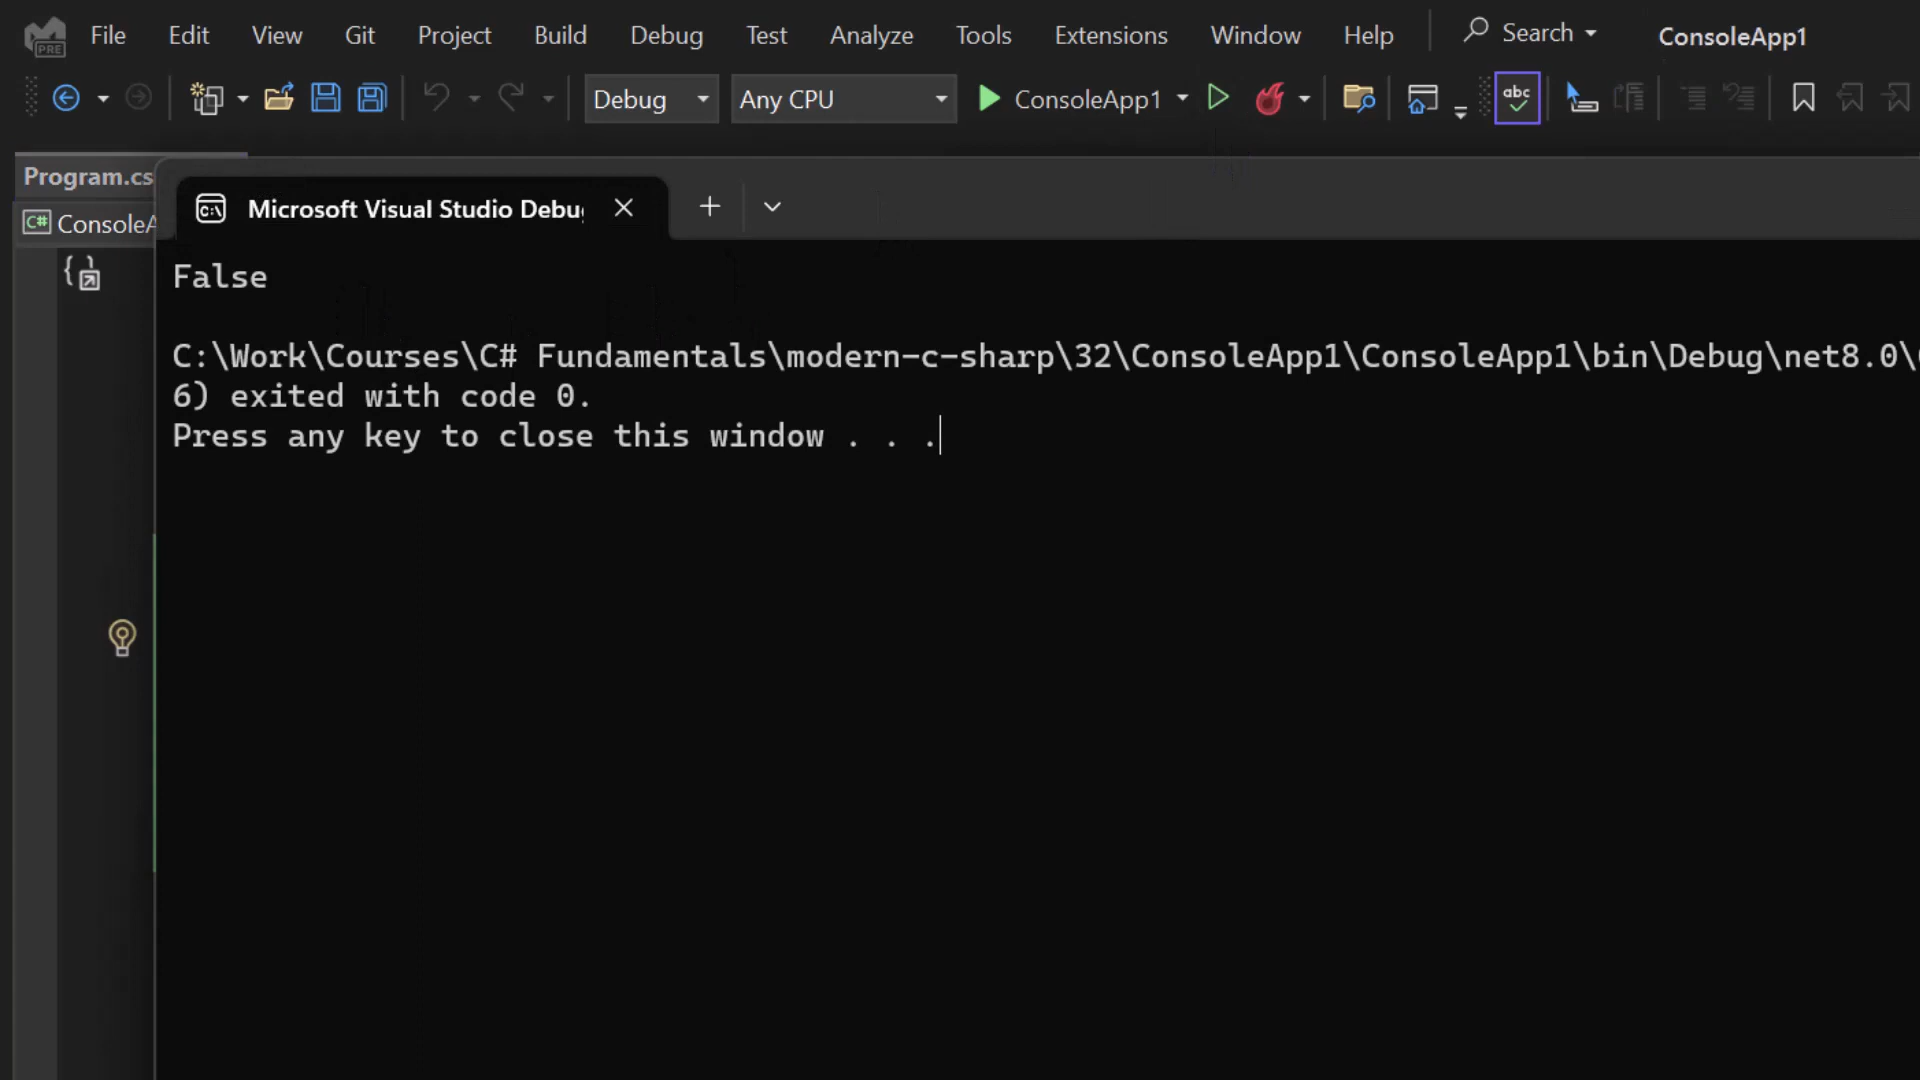 PRE File Edit View Git Project Build Debug Test Analyze Tools Extensions Window Help Search ConsoleApp1
Debug Any CPU ConsoleApp1 abc
Program.cs
C:\ Microsoft Visual Studio Debu
C#
False
C:\Work\Courses\C# Fundamentals\modern-c-sharp\32\ConsoleApp1\ConsoleApp1\bin\Debug\net8.0\
6) exited with code 0.
Press any key to close this window . . .